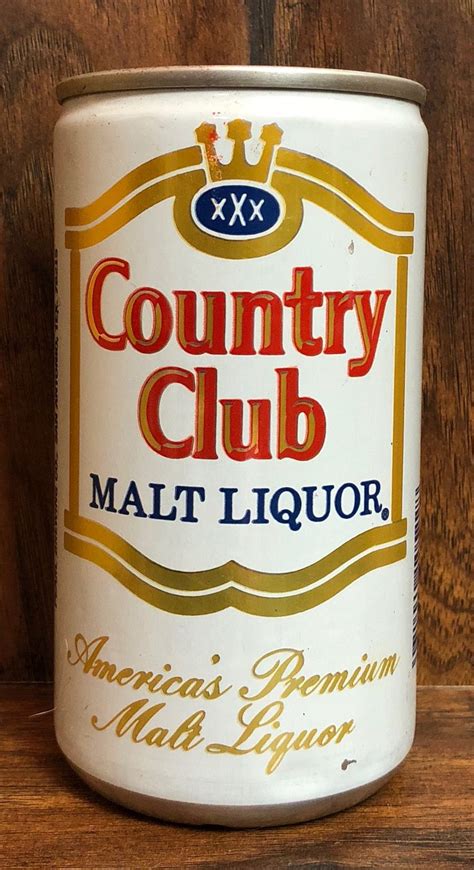 xXx
Country
Club
MALT LIQUOR®
America's Premium
Malt Liquor